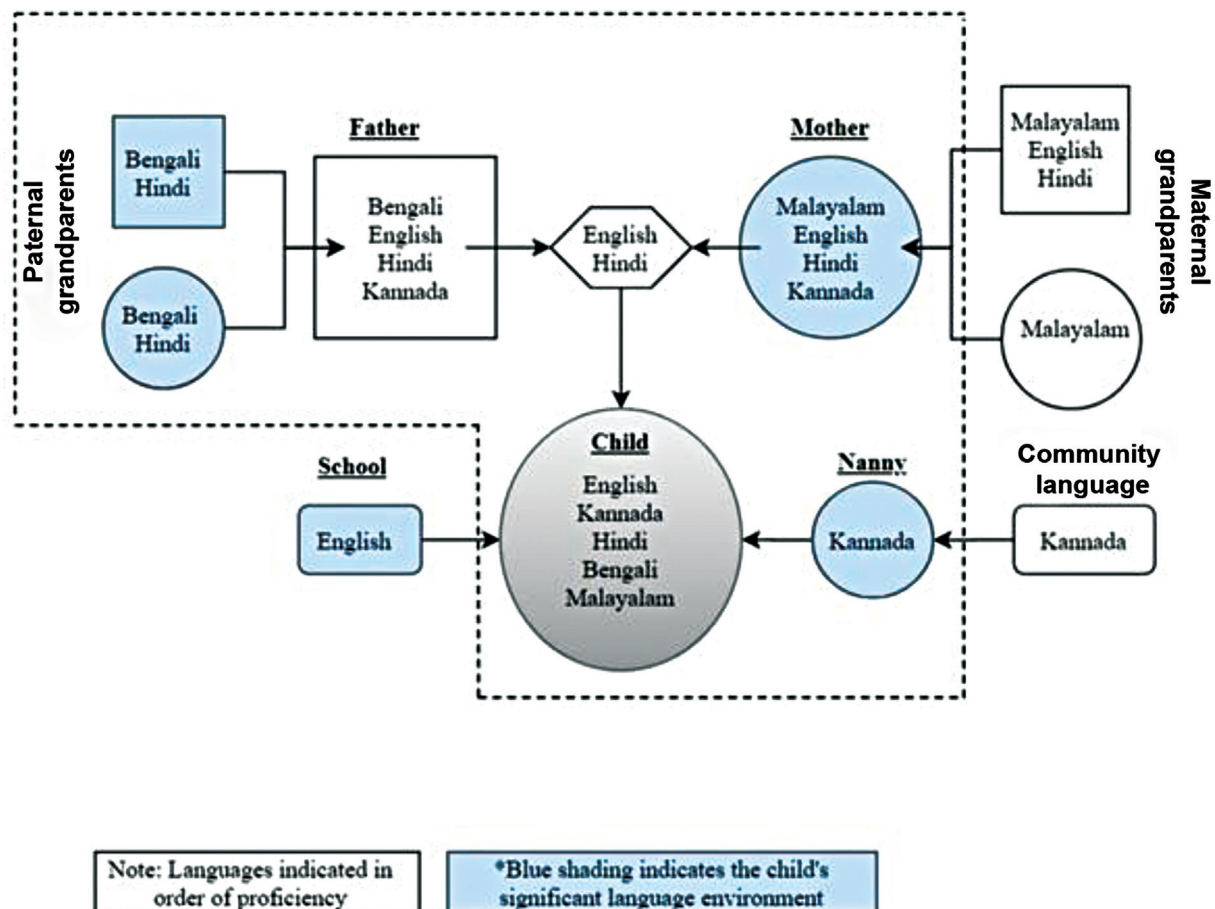 Paternal
grandparents
Bengali
Hindi
Bengali
Hindi
Father
Bengali
English
Hindi
Kannada
English
Hindi
Mother
Malayalam
English
Hindi
Kannada
Malayalam
English
Hindi
Malayalam
Maternal
grandparents
School
English
Child
English
Kannada
Hindi
Bengali
Malayalam
Nanny
Kannada
Community
language
Kannada
Note: Languages indicated in
order of proficiency
*Blue shading indicates the child's
significant language environment